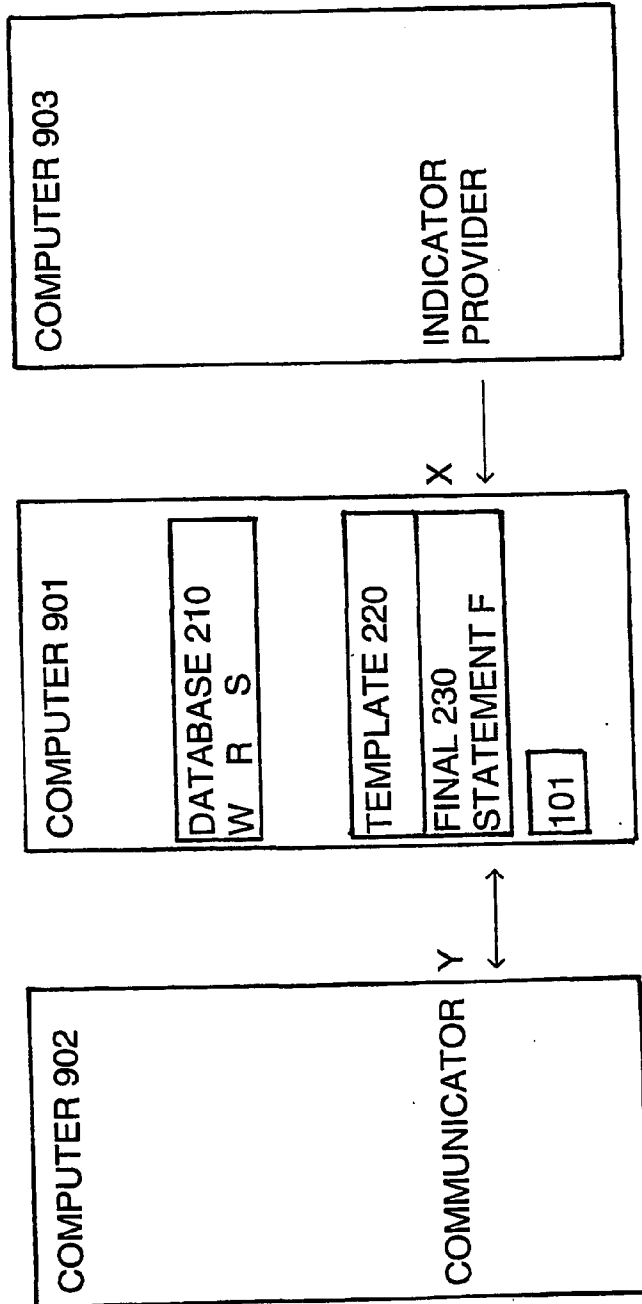 COMPUTER 902
COMMUNICATOR
Y
COMPUTER 901
DATABASE 210
W R S
TEMPLATE 220
FINAL 230
STATEMENT F
101
X
COMPUTER 903
INDICATOR
PROVIDER